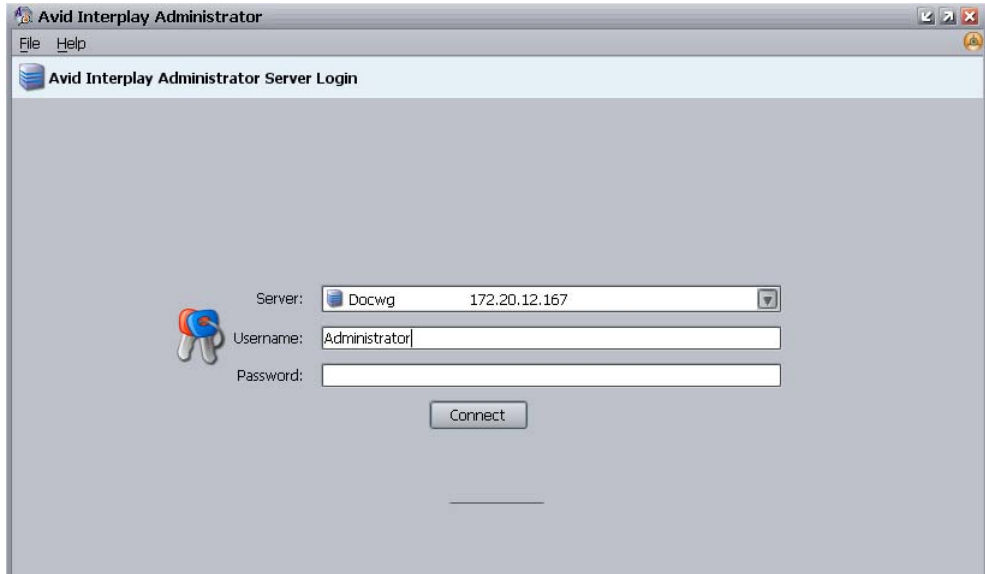 Avid Interplay Administrator
File Help
Avid Interplay Administrator Server Login
Server: Docwg 172.20.12.167
Username: Administrator
Password:
Connect